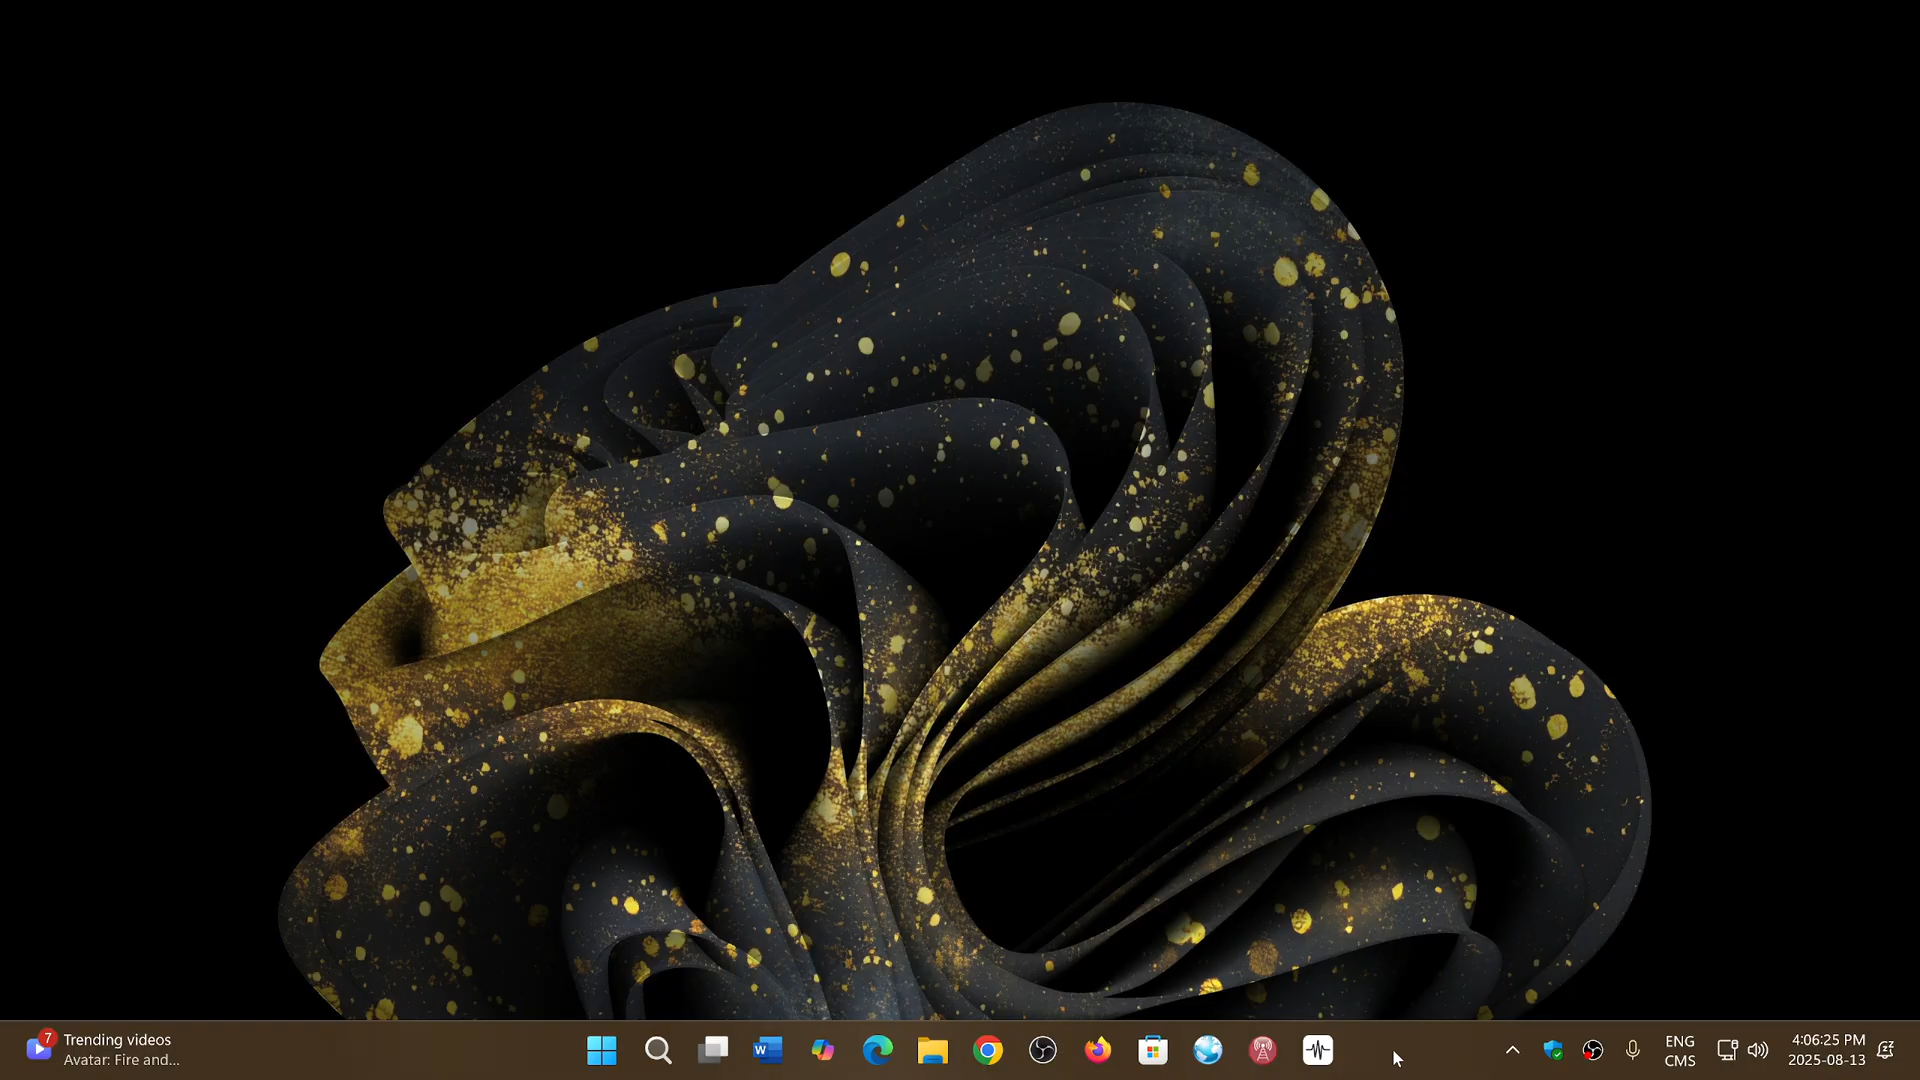 7
Trending videos
Avatar: Fire and...
W
ENG
CMS
4:06:25 PM
2025-08-13